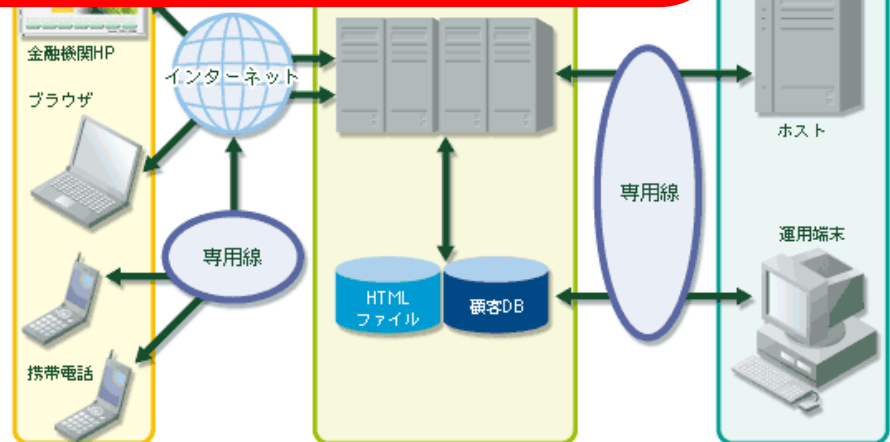 金融機関HP
インターネット
ブラウザ
ホスト
専用線
運用端末
専用線
HTML
ファイル
顧客DB
携帯電話